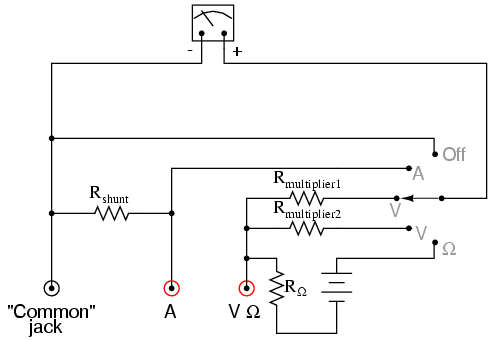 - +
Off
A
Rmultiplier1
Rshunt
V
Rmultiplier2
V
Ω
RΩ
"Common" jack
A
V Ω